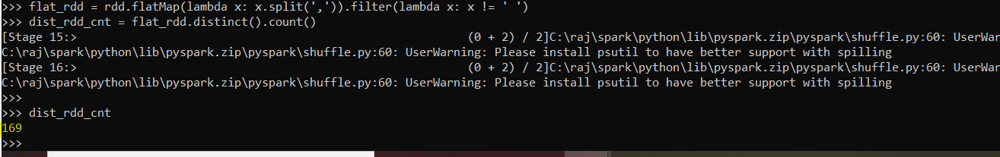 >>> flat_rdd = rdd.flatMap(lambda x: x.split(',')).filter(lambda x: x != ' ')
>>> dist_rdd_cnt = flat_rdd.distinct().count()
[Stage 15:> (0 + 2) / 2]C:\raj\spark\python\lib\pyspark.zip\pyspark\shuffle.py:60: UserWar
C:\raj\spark\python\lib\pyspark.zip\pyspark\shuffle.py:60: UserWarning: Please install psutil to have better support with spilling
[Stage 16:> (0 + 2) / 2]C:\raj\spark\python\lib\pyspark.zip\pyspark\shuffle.py:60: UserWar
C:\raj\spark\python\lib\pyspark.zip\pyspark\shuffle.py:60: UserWarning: Please install psutil to have better support with spilling
>>>
>>> dist_rdd_cnt
169
>>>